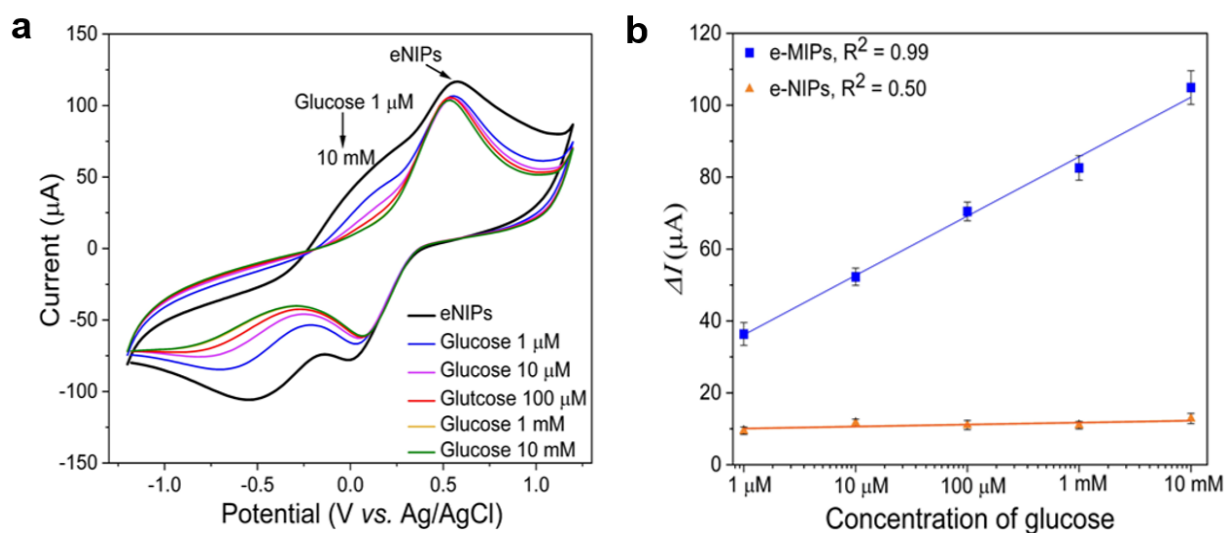 a
150
100
50
0
-50
-100
-150
Current (μA)
-1.0 -0.5 0.0 0.5 1.0
Potential (V vs. Ag/AgCl)
eNIPs
Glucose 1 μM
10 mM
eNIPs
Glucose 1 μM
Glucose 10 μM
Glutcose 100 μM
Glucose 1 mM
Glucose 10 mM
b
e-MIPs, R² = 0.99
e-NIPs, R² = 0.50
120
100
80
60
40
20
0
ΔI (μA)
1 μM 10 μM 100 μM 1 mM 10 mM
Concentration of glucose